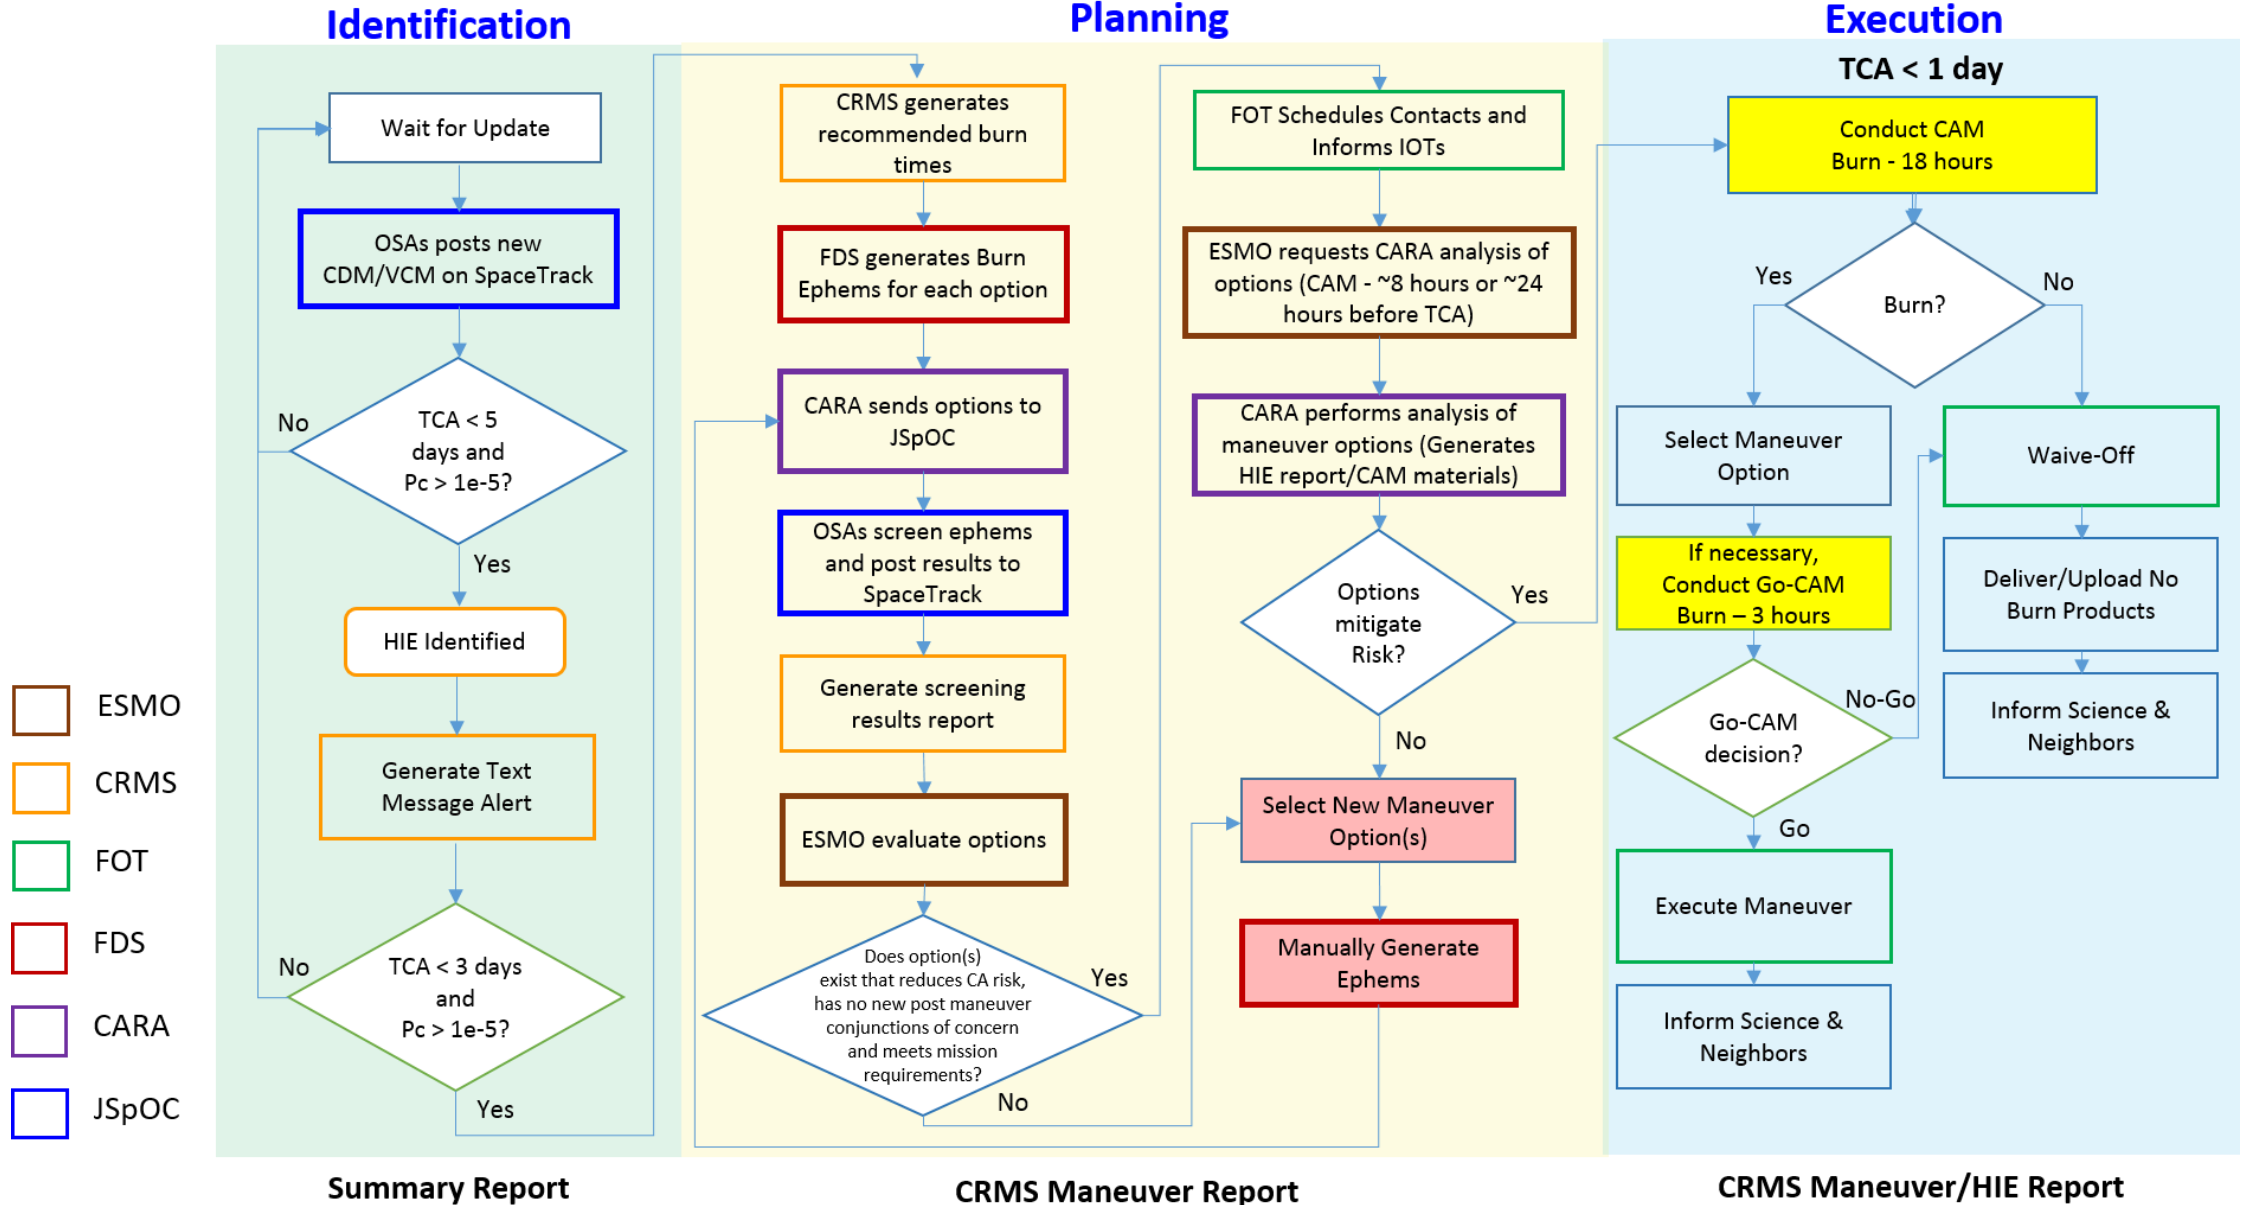 Identification
Planning
Execution
Wait for Update
OSAs posts new
CDM/VCM on SpaceTrack
TCA < 5
days and
Pc > 1e-5?
No
Yes
HIE Identified
Generate Text
Message Alert
TCA < 3 days
and
Pc > 1e-5?
No
Yes
ESMO
CRMS
FOT
FDS
CARA
JSpOC
Summary Report
CRMS generates
recommended burn
times
FDS generates Burn
Ephems for each option
CARA sends options to
JSpOC
OSAs screen ephems
and post results to
SpaceTrack
Generate screening
results report
ESMO evaluate options
Does option(s)
exist that reduces CA risk,
has no new post maneuver
conjunctions of concern
and meets mission
requirements?
Yes
No
FOT Schedules Contacts and
Informs IOTs
ESMO requests CARA analysis of
options (CAM - ~8 hours or ~24
hours before TCA)
CARA performs analysis of
maneuver options (Generates
HIE report/CAM materials)
Options
mitigate
Risk?
Yes
No
Select New Maneuver
Option(s)
Manually Generate
Ephems
CRMS Maneuver Report
TCA < 1 day
Conduct CAM
Burn - 18 hours
Burn?
Yes
No
Select Maneuver
Option
If necessary,
Conduct Go-CAM
Burn – 3 hours
Go-CAM
decision?
No-Go
Go
Execute Maneuver
Inform Science &
Neighbors
Waive-Off
Deliver/Upload No
Burn Products
Inform Science &
Neighbors
CRMS Maneuver/HIE Report